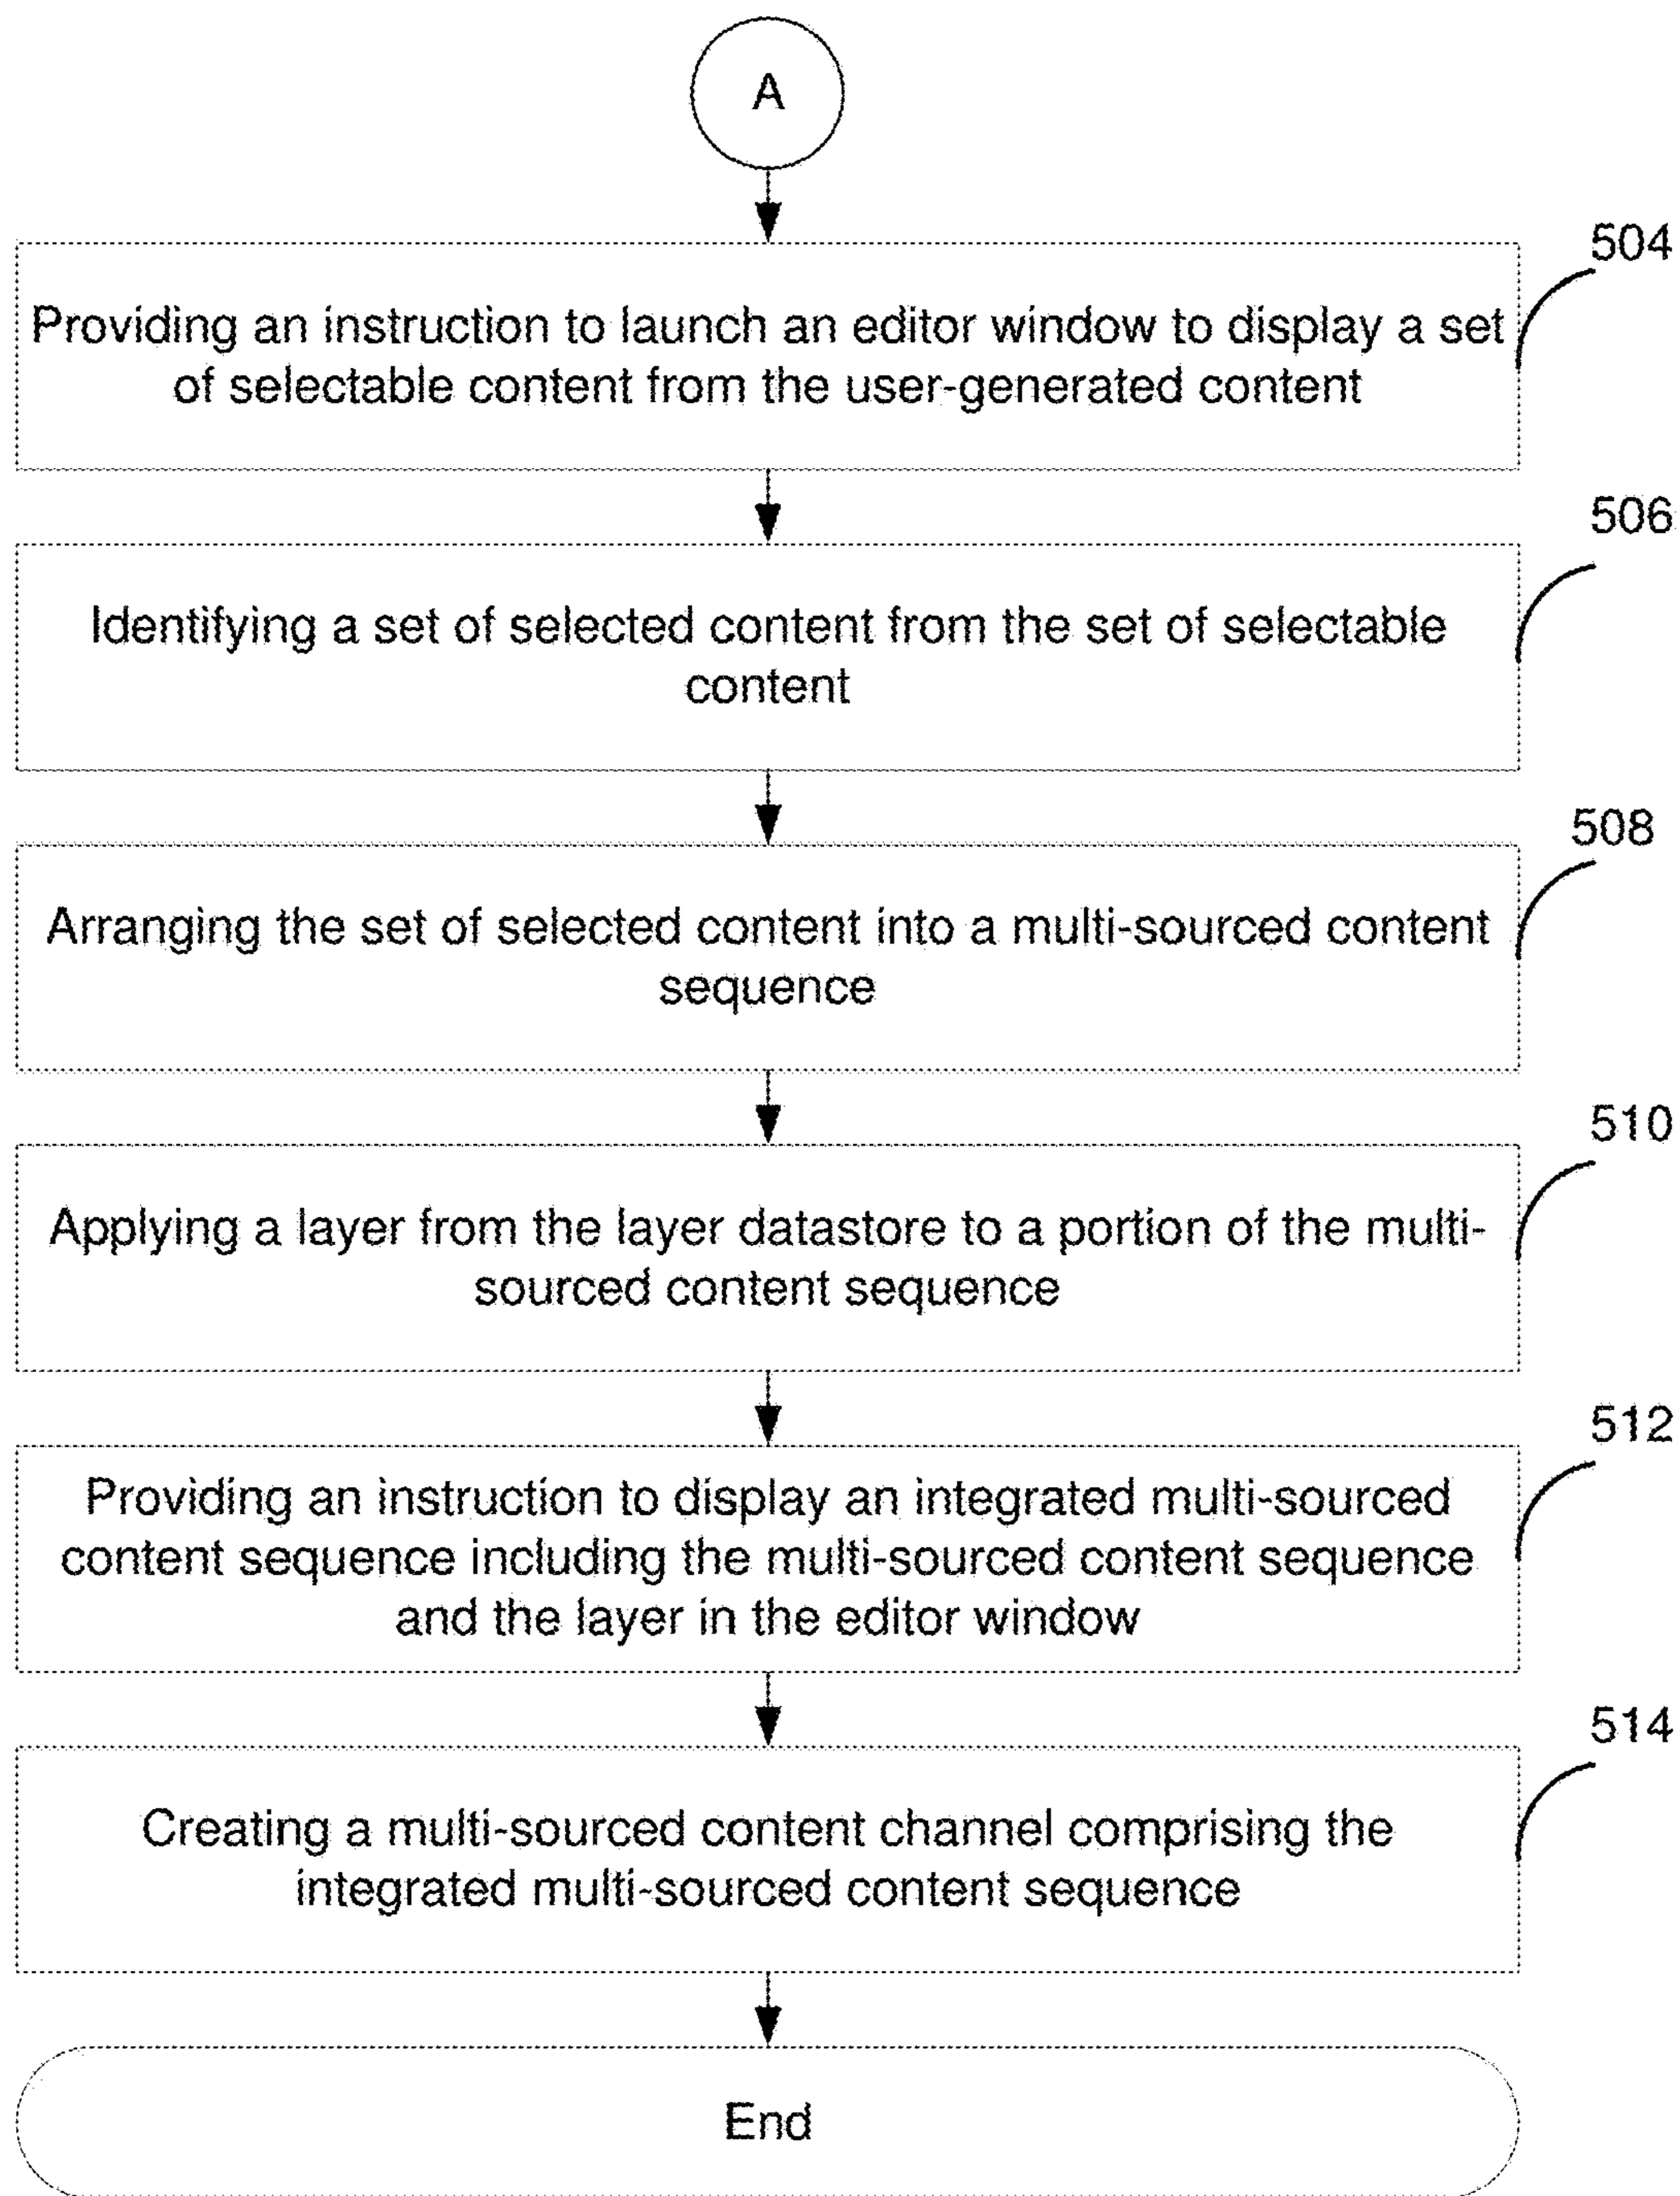 A
504
Providing an instruction to launch an editor window to display a set
of selectable content from the user-generated content
506
Identifying a set of selected content from the set of selectable
content
508
Arranging the set of selected content into a multi-sourced content
sequence
510
Applying a layer from the layer datastore to a portion of the multi-
sourced content sequence
512
Providing an instruction to display an integrated multi-sourced
content sequence including the multi-sourced content sequence
and the layer in the editor window
514
Creating a multi-sourced content channel comprising the
integrated multi-sourced content sequence
End